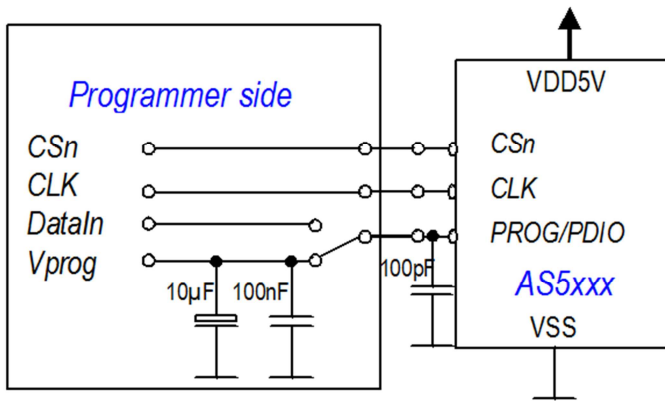 Programmer side
CSn
CLK
DataIn
Vprog
10µF
100nF
100pF
VDD5V
CSn
CLK
PROG/PDIO
AS5xxx
VSS